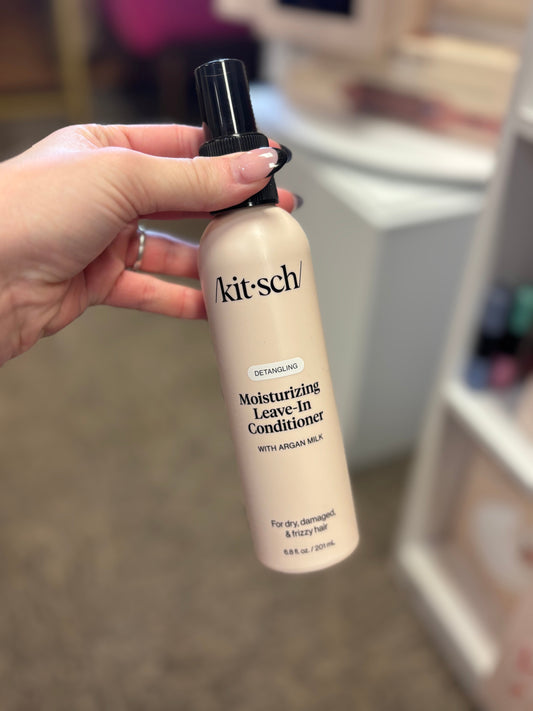 /kit·sch/
DETANGLING
Moisturizing
Leave-In
Conditioner
WITH ARGAN MILK
For dry, damaged,
& frizzy hair
6.8 fl. oz. / 201 mL